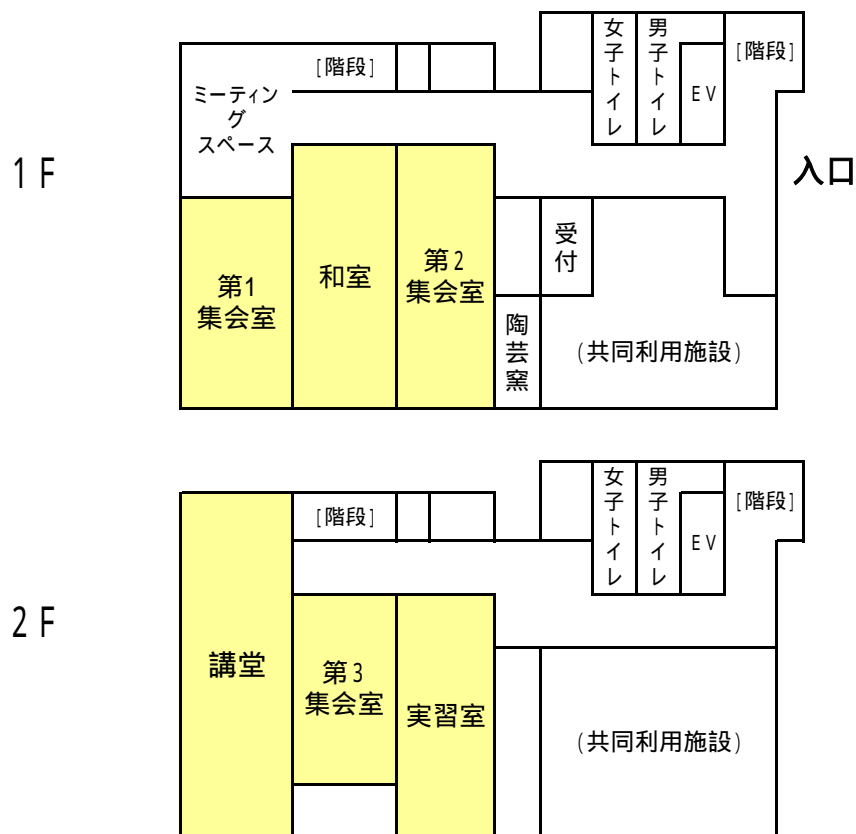 1F
ミーティン
グ
スペース
[階段]
女子トイレ
男子トイレ
EV
[階段]
入口
第1
集会室
和室
第2
集会室
受付
陶芸窯
(共同利用施設)
2F
講堂
[階段]
女子トイレ
男子トイレ
EV
[階段]
第3
集会室
実習室
(共同利用施設)